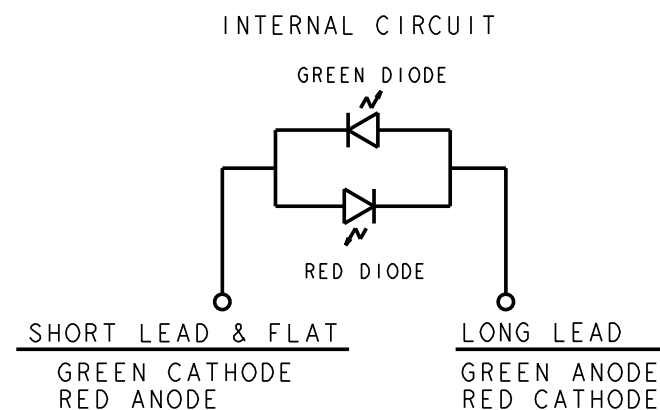 INTERNAL CIRCUIT
GREEN DIODE
RED DIODE
SHORT LEAD & FLAT
GREEN CATHODE
RED ANODE
LONG LEAD
GREEN ANODE
RED CATHODE